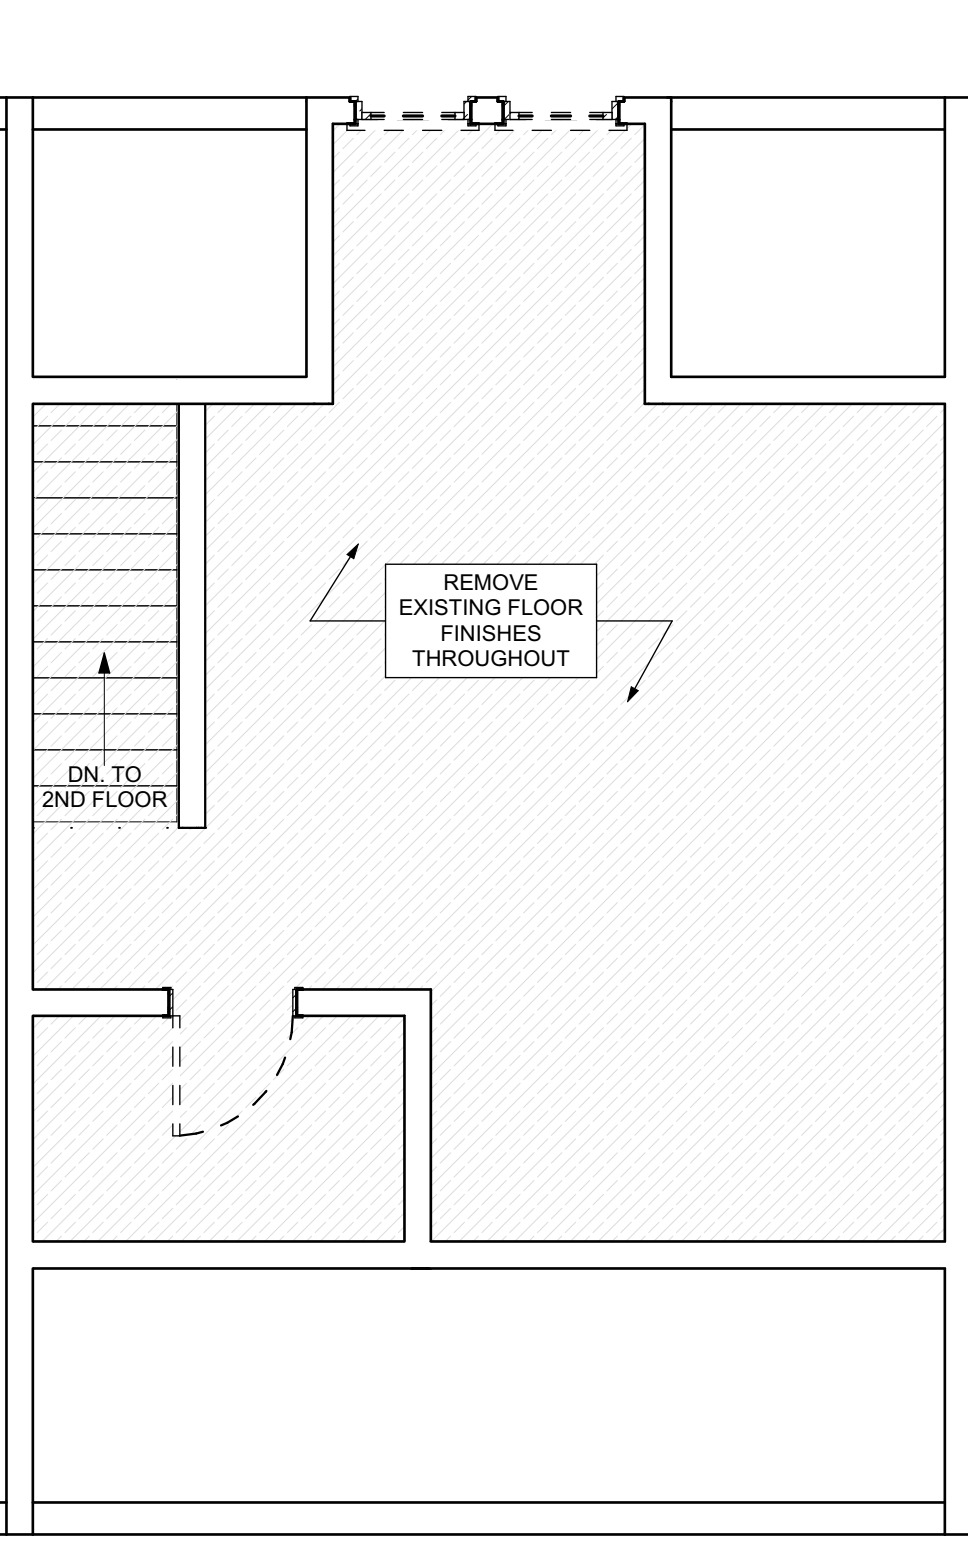 REMOVE
EXISTING FLOOR
FINISHES
THROUGHOUT
DN. TO
2ND FLOOR